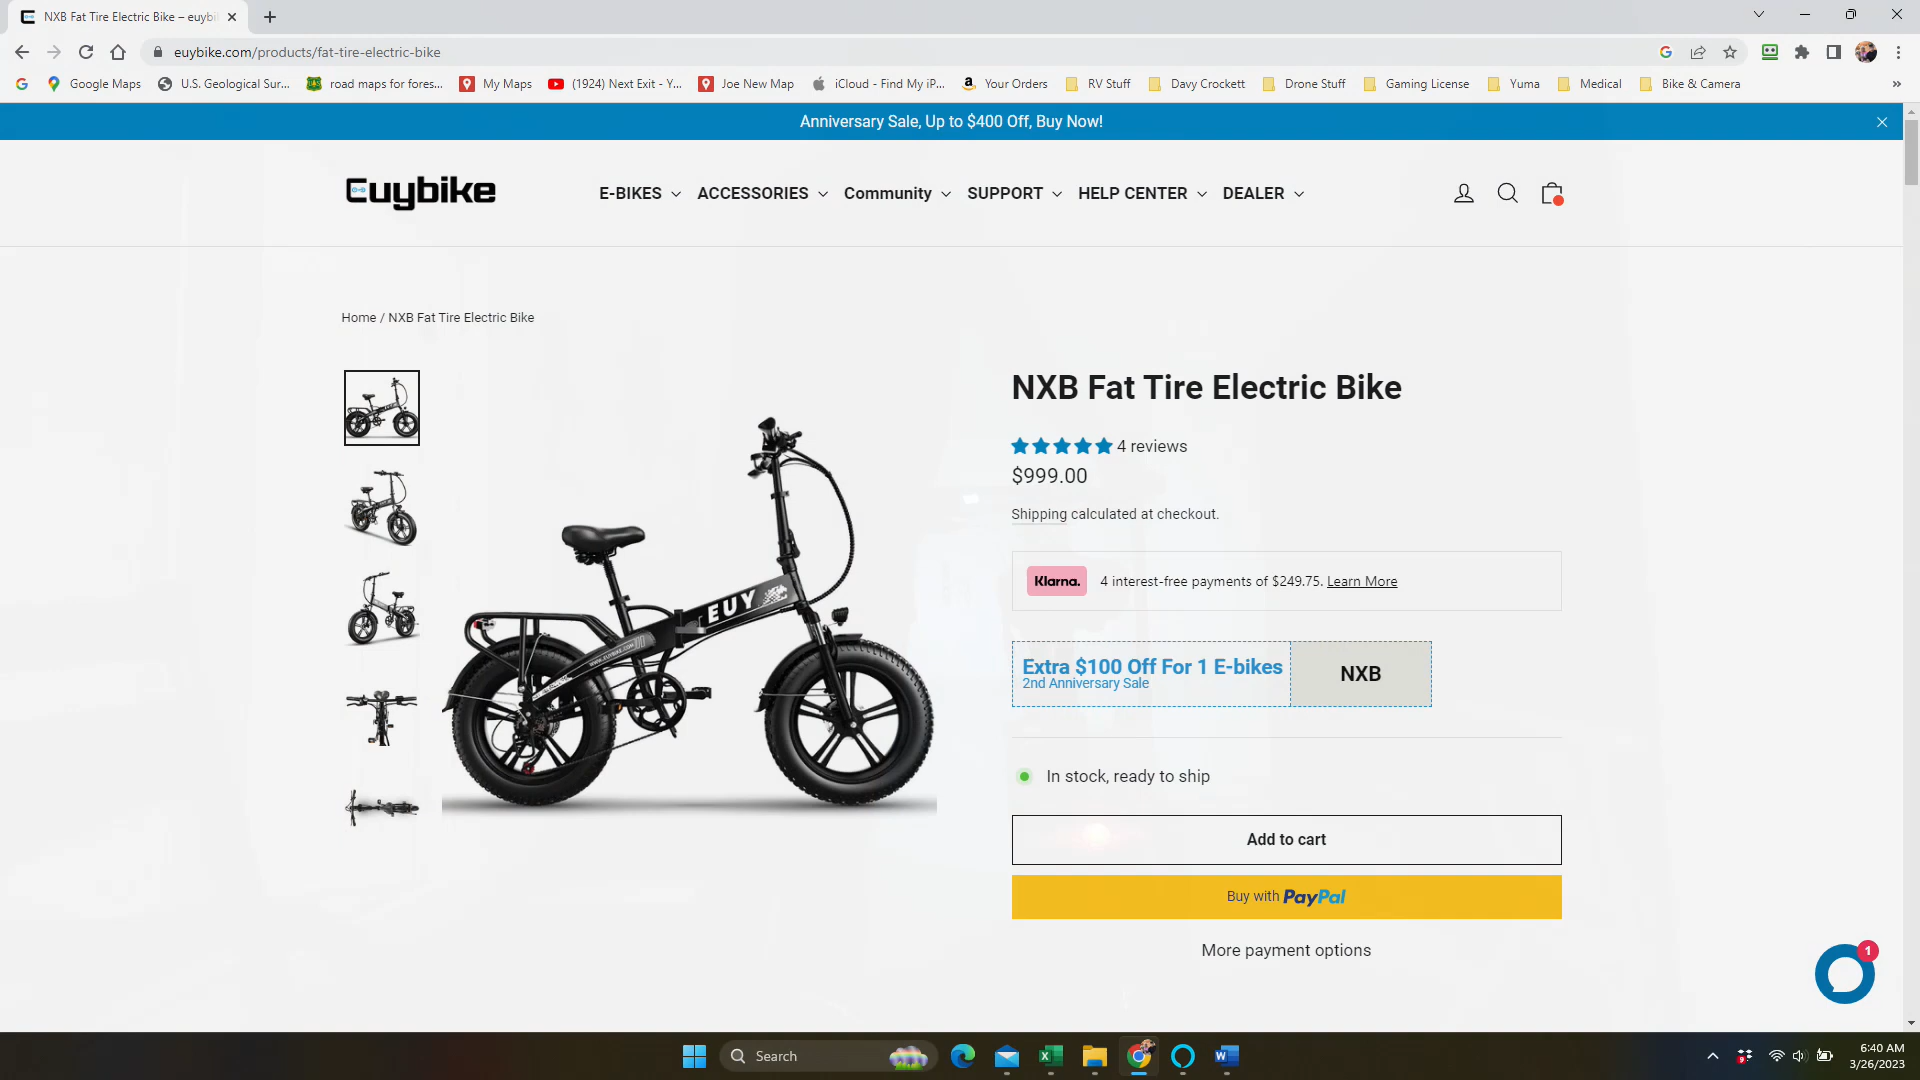 NXB Fat Tire Electric Bike – euybi
euybike.com/products/fat-tire-electric-bike
Google Maps
U.S. Geological Sur...
road maps for fores...
My Maps
(1924) Next Exit - Y...
Joe New Map
iCloud - Find My iP...
Your Orders
RV Stuff
Davy Crockett
Drone Stuff
Gaming License
Yuma
Medical
Bike & Camera
Anniversary Sale, Up to $400 Off, Buy Now!
Euybike
E-BIKES
ACCESSORIES
Community
SUPPORT
HELP CENTER
DEALER
Home / NXB Fat Tire Electric Bike
EUY
WWW.EUYBIKE.COM
NXB Fat Tire Electric Bike
4 reviews
$999.00
Shipping calculated at checkout.
Klarna. 4 interest-free payments of $249.75. Learn More
Extra $100 Off For 1 E-bikes
2nd Anniversary Sale
NXB
In stock, ready to ship
Add to cart
Buy with PayPal
More payment options
1
Search
6:40 AM
3/26/2023